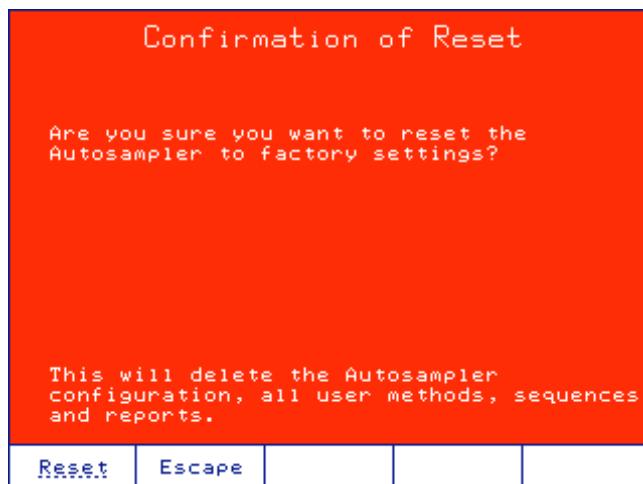 Confirmation of Reset
Are you sure you want to reset the
Autosampler to factory settings?
This will delete the Autosampler
configuration, all user methods, sequences
and reports.
Reset
Escape